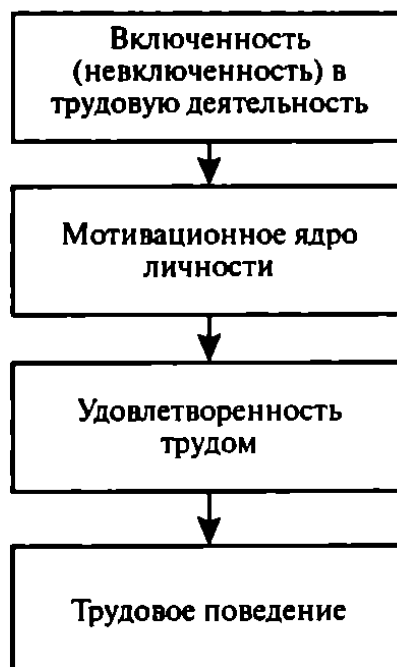 Включенность
(невключенность) в
трудовую деятельность
Мотивационное ядро
личности
Удовлетворенность
трудом
Трудовое поведение